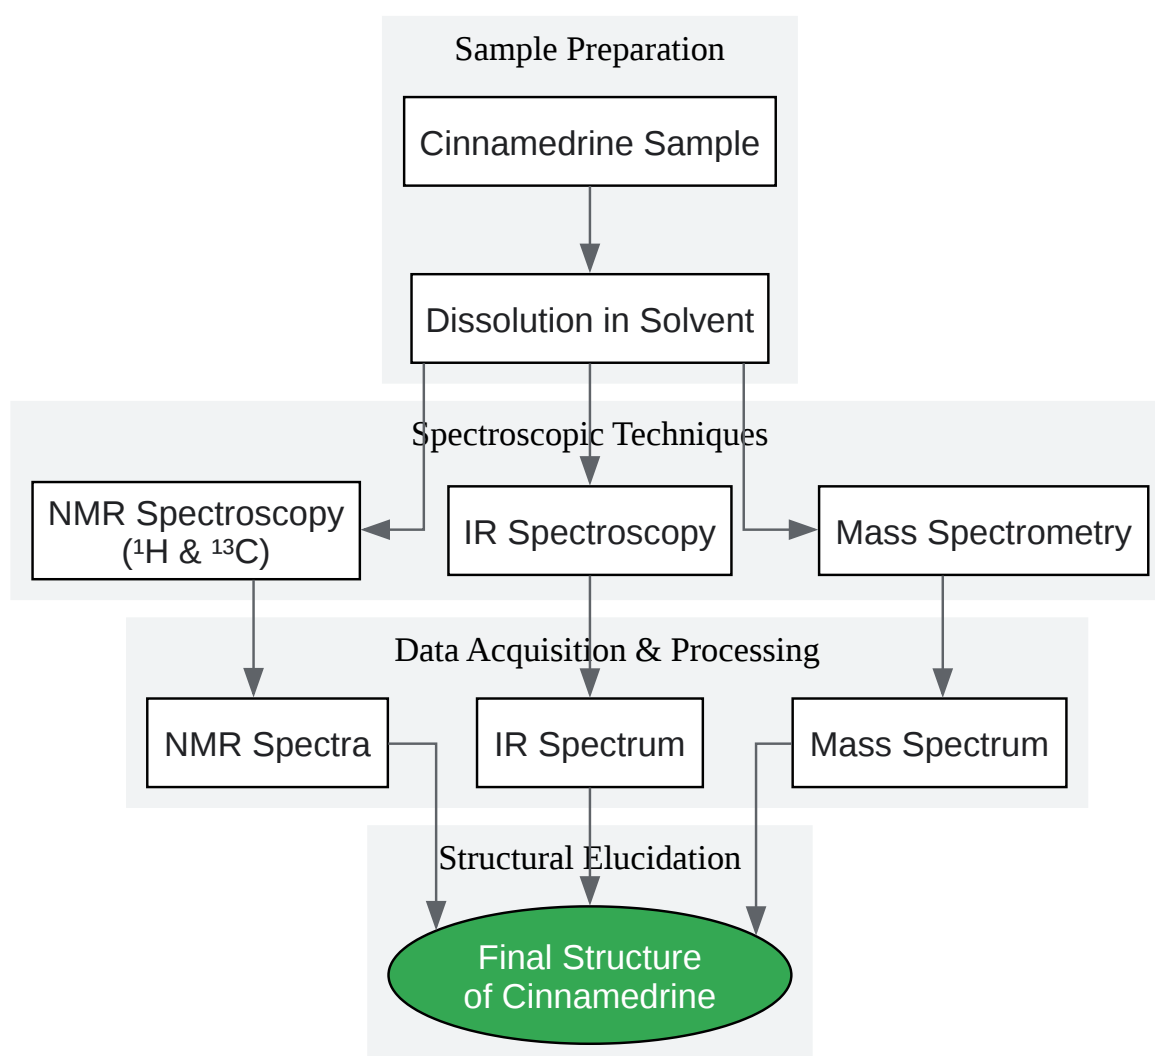 Sample Preparation
Cinnamedrine Sample
Dissolution in Solvent
Spectroscopic Techniques
NMR Spectroscopy
(¹H & ¹³C)
IR Spectroscopy
Mass Spectrometry
Data Acquisition & Processing
NMR Spectra
IR Spectrum
Mass Spectrum
Structural Elucidation
Final Structure
of Cinnamedrine